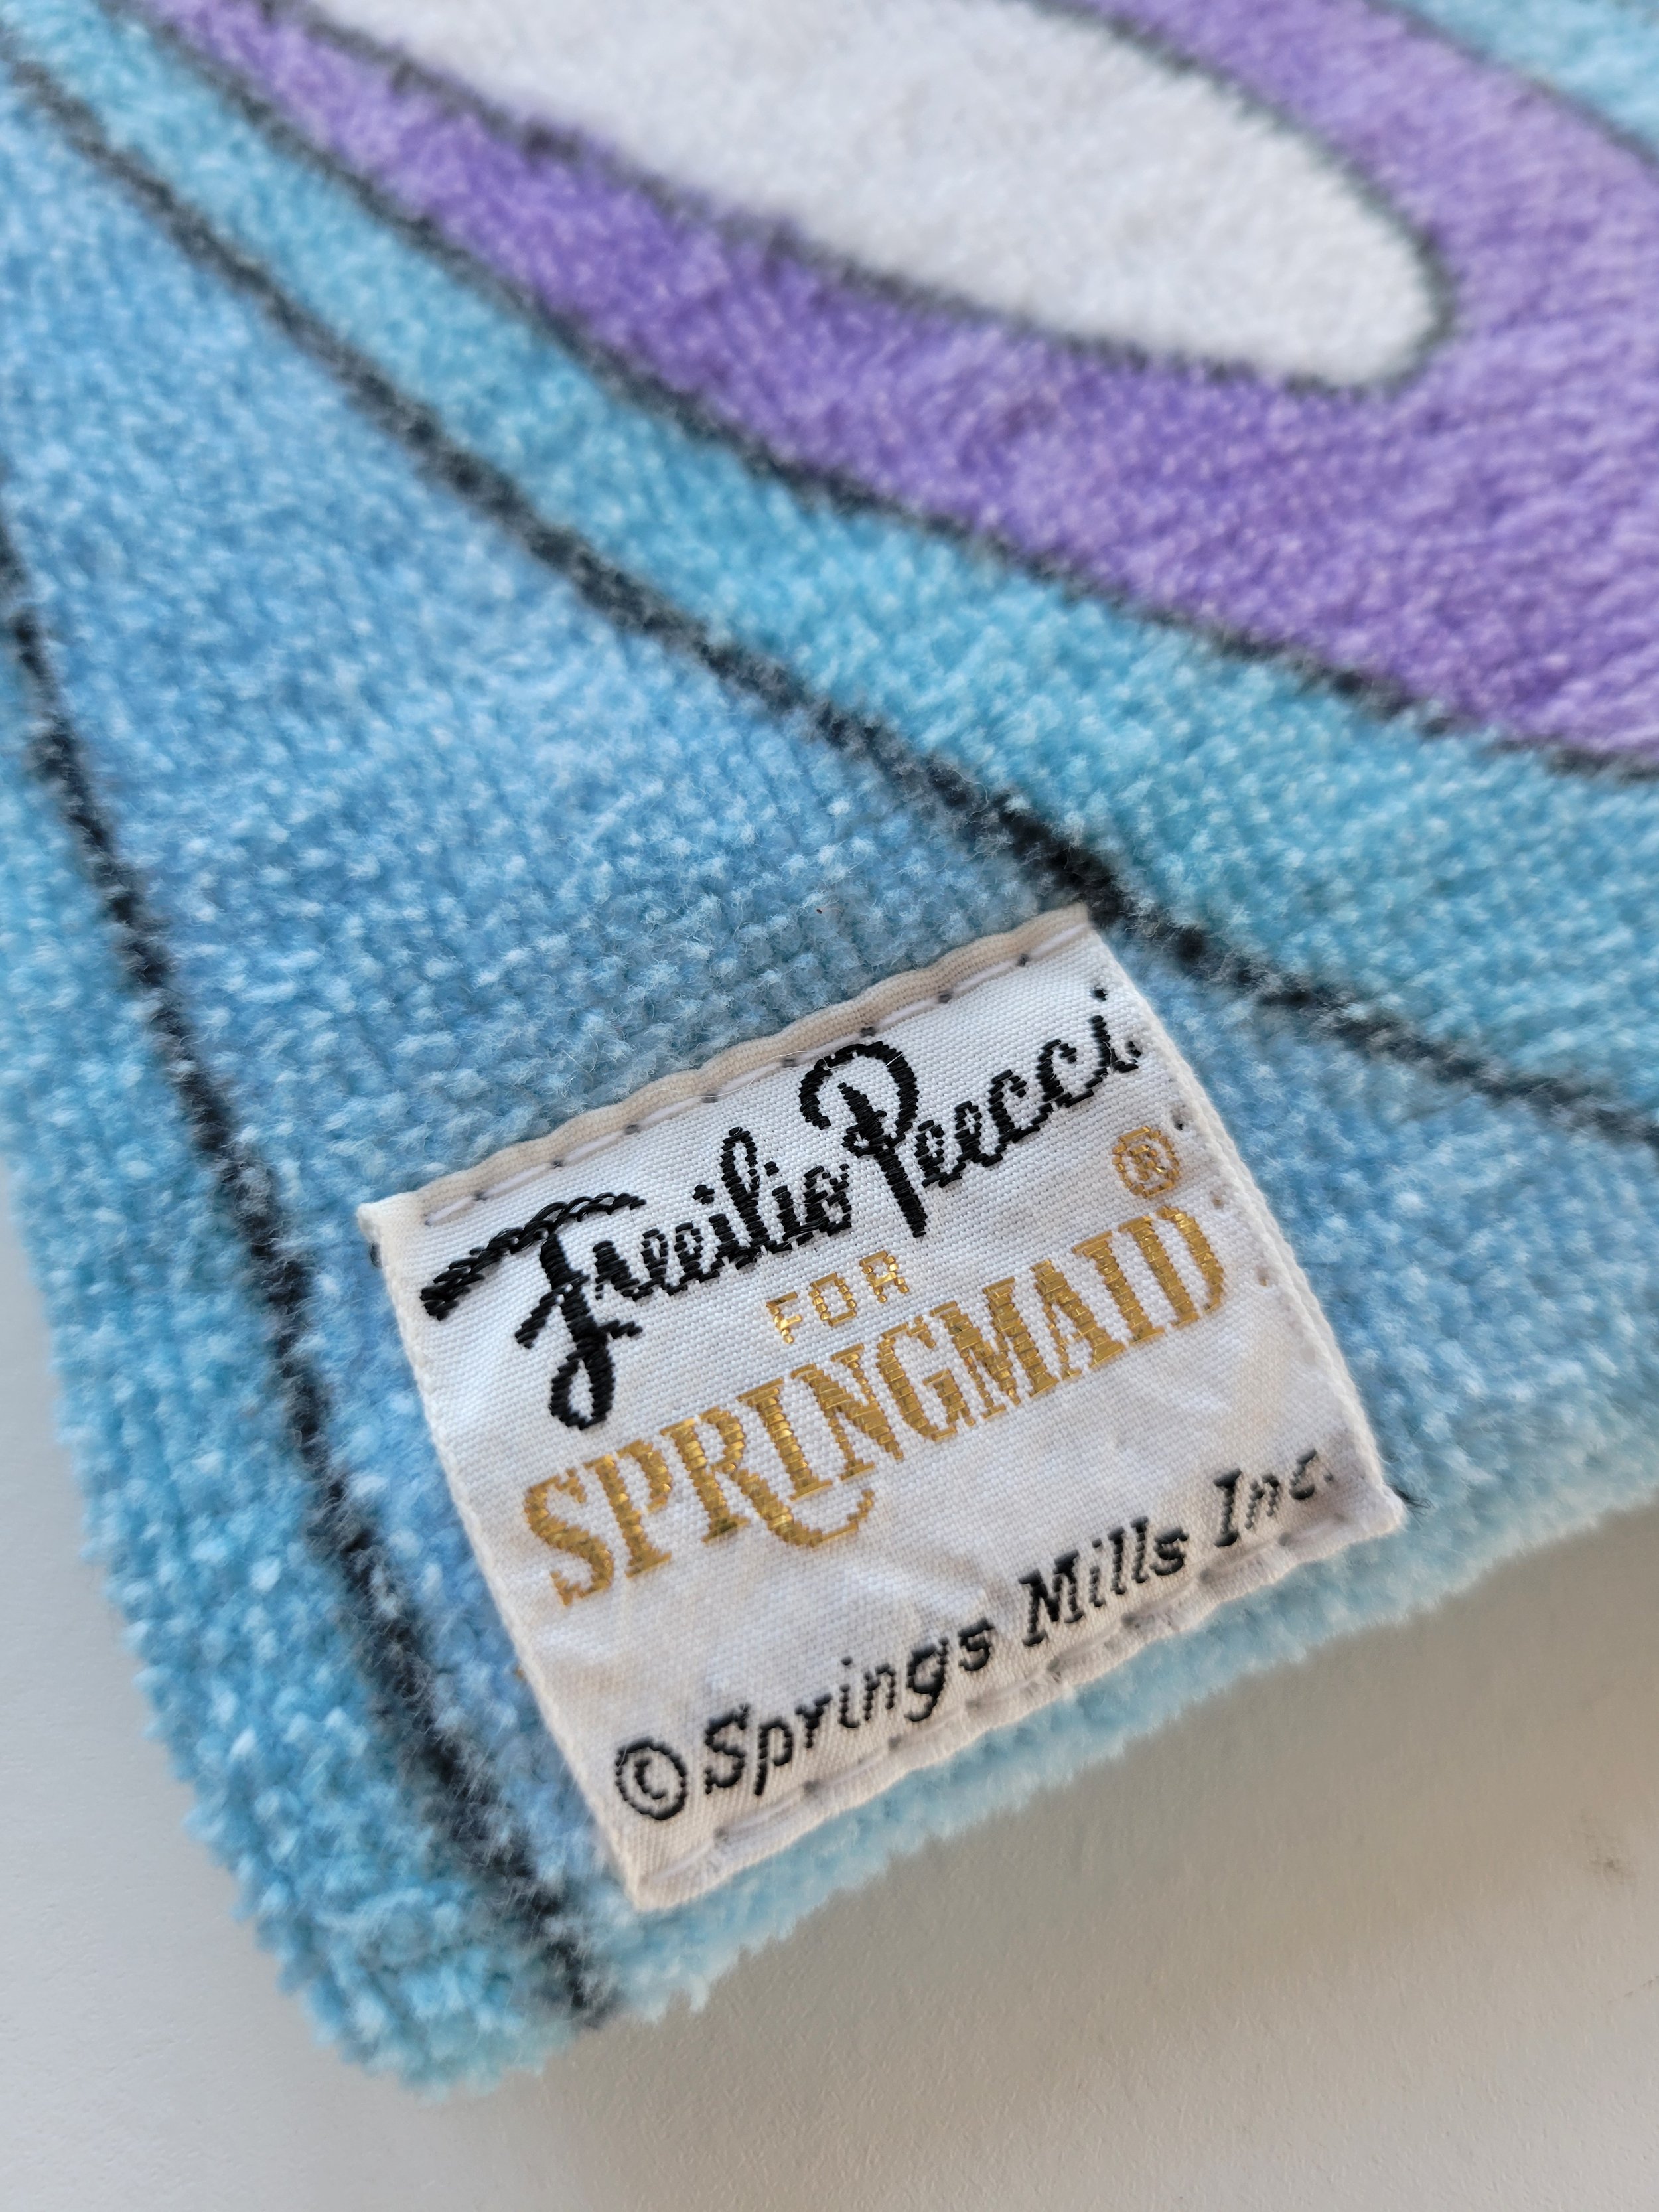 Emilio Pucci
®
FOR
SPRINGMAID
©Springs Mills Inc.